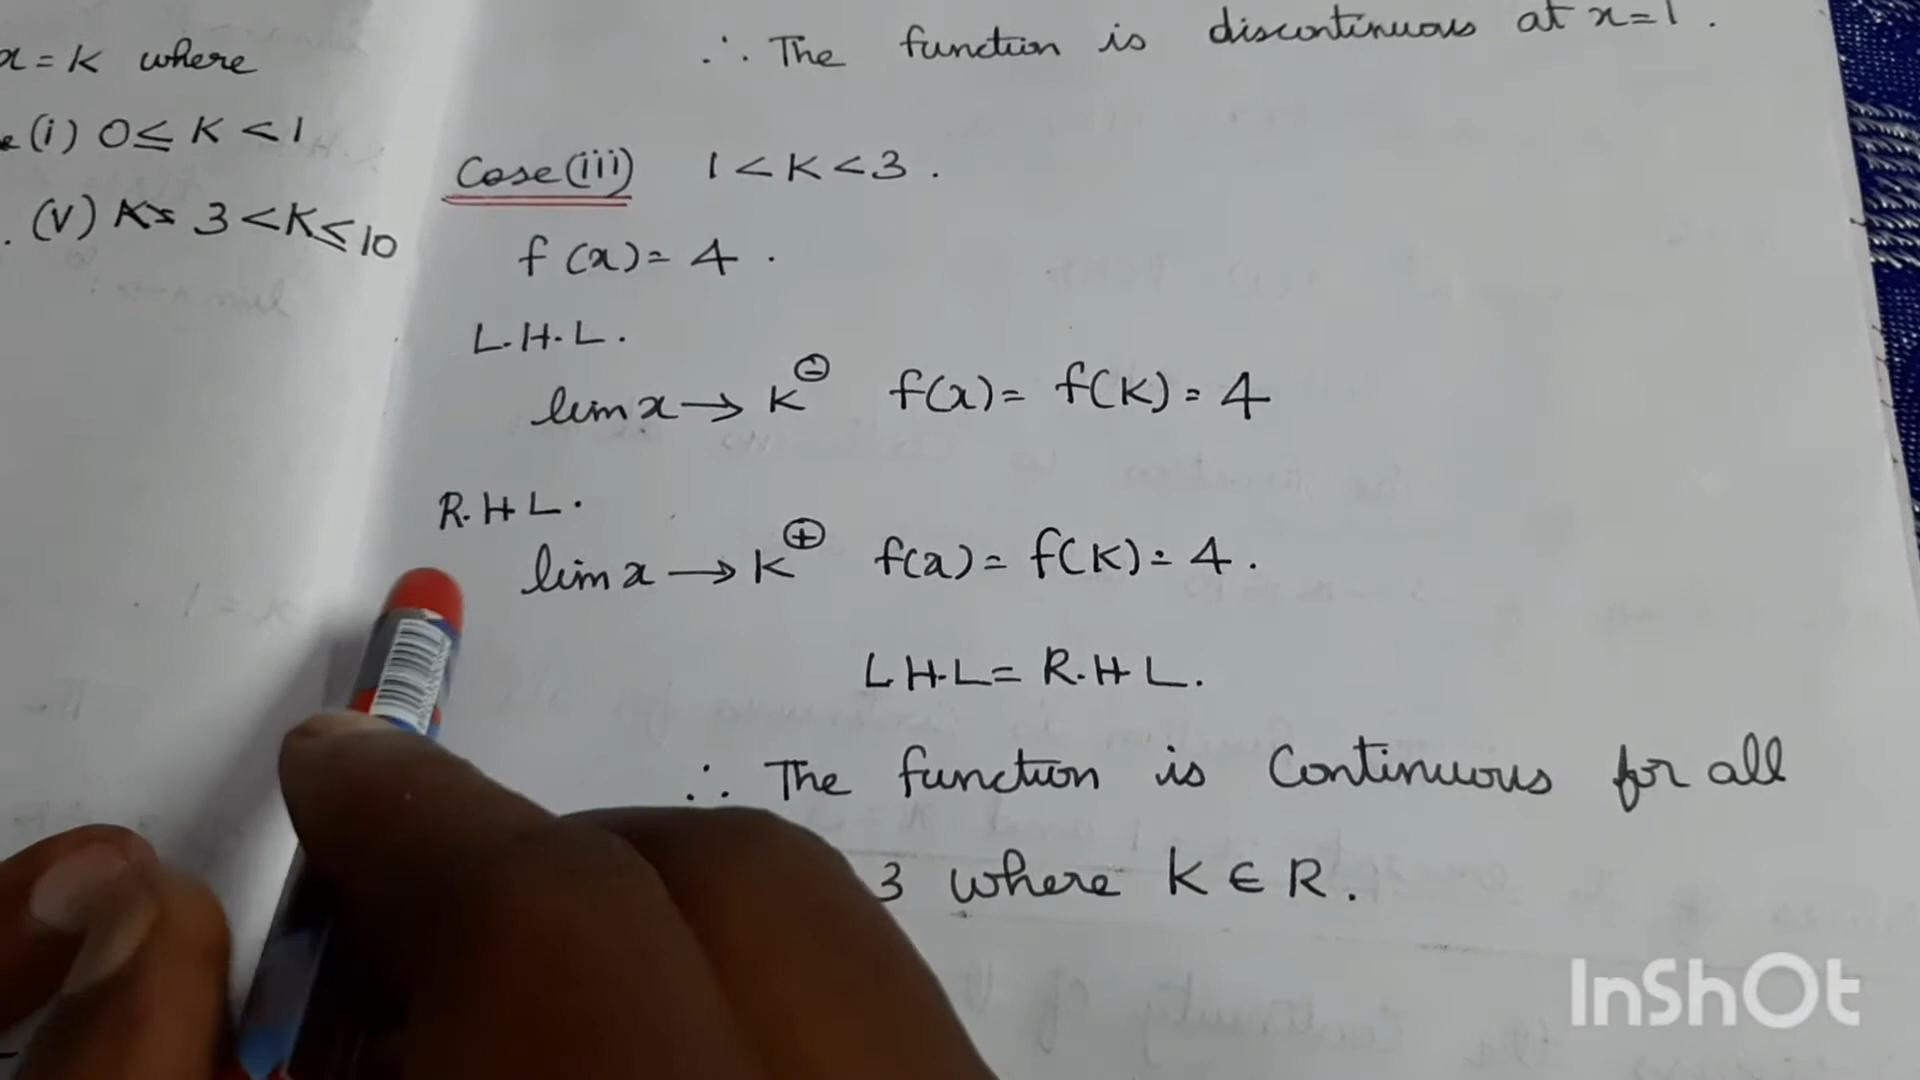 x = K where
(i) 0 ≤ K < 1
(V) K= 3 < K ≤ 10
∴ The function is discontinuous at x=1.
Case (iii) 1 < K < 3.
f(x) = 4.
L.H.L.
lim x → K⊖ f(x) = f(K) = 4
R.H.L.
lim x → K⊕ f(x) = f(K) = 4.
L.H.L = R.H.L.
∴ The function is Continuous for all
3 where K ∈ R.
InShOt